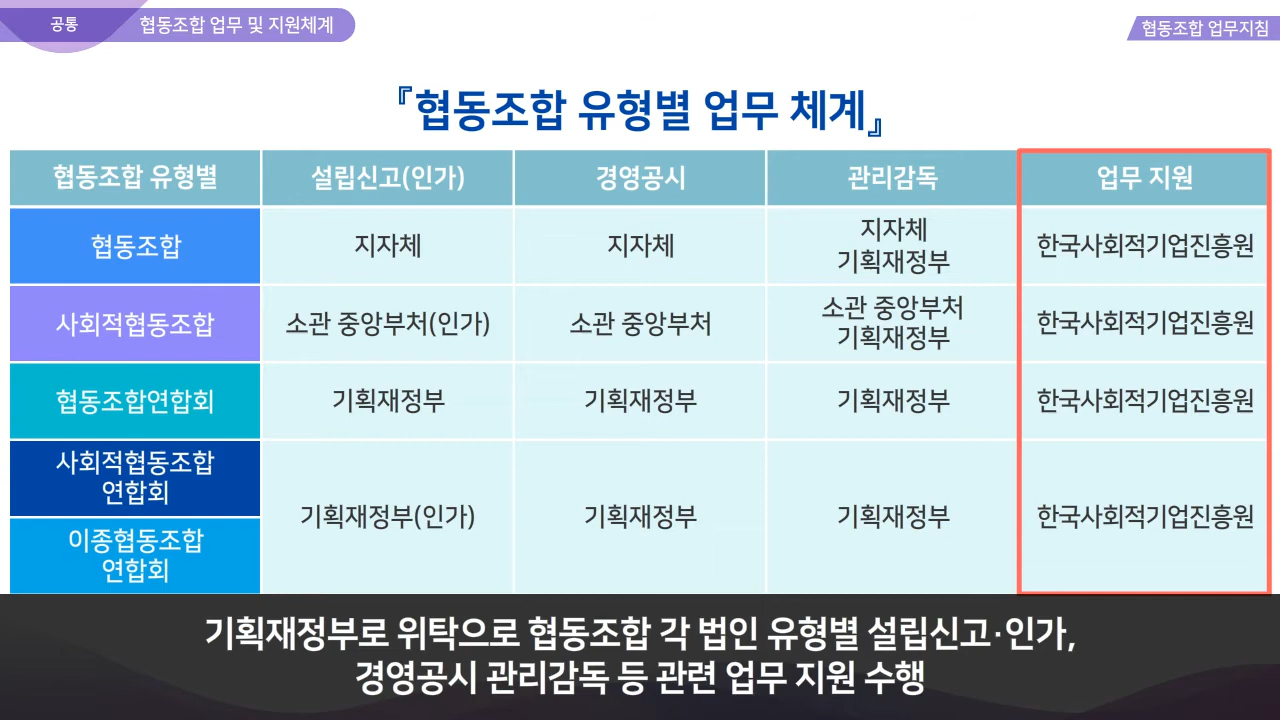 공통
협동조합 업무 및 지원체계
협동조합 업무지침
『협동조합 유형별 업무 체계』
협동조합 유형별
설립신고(인가)
경영공시
관리감독
업무 지원
협동조합
지자체
지자체
지자체
기획재정부
한국사회적기업진흥원
사회적협동조합
소관 중앙부처(인가)
소관 중앙부처
소관 중앙부처
기획재정부
한국사회적기업진흥원
협동조합연합회
기획재정부
기획재정부
기획재정부
한국사회적기업진흥원
사회적협동조합
연합회
이종협동조합
연합회
기획재정부(인가)
기획재정부
기획재정부
한국사회적기업진흥원
기획재정부로 위탁으로 협동조합 각 법인 유형별 설립신고·인가,
경영공시 관리감독 등 관련 업무 지원 수행